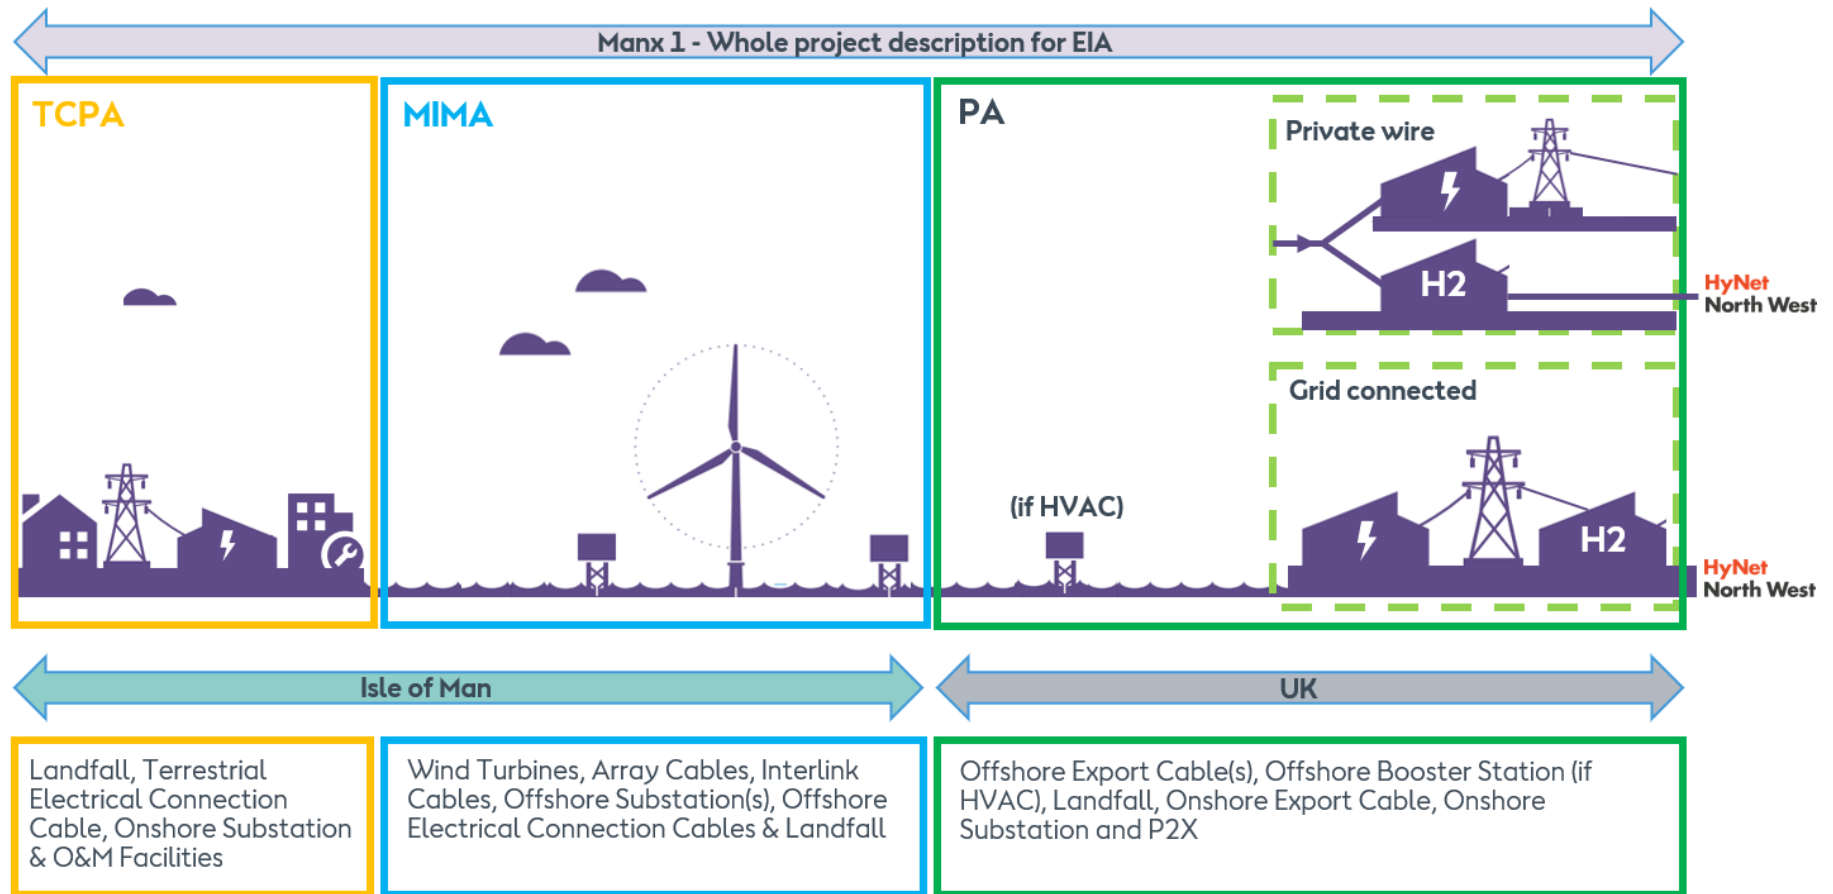 Manx 1 - Whole project description for EIA
TCPA
MIMA
PA
Private wire
H2
HyNet
North West
Grid connected
(if HVAC)
H2
HyNet
North West
Isle of Man
UK
Landfall, Terrestrial
Electrical Connection
Cable, Onshore Substation
& O&M Facilities
Wind Turbines, Array Cables, Interlink
Cables, Offshore Substation(s), Offshore
Electrical Connection Cables & Landfall
Offshore Export Cable(s), Offshore Booster Station (if
HVAC), Landfall, Onshore Export Cable, Onshore
Substation and P2X